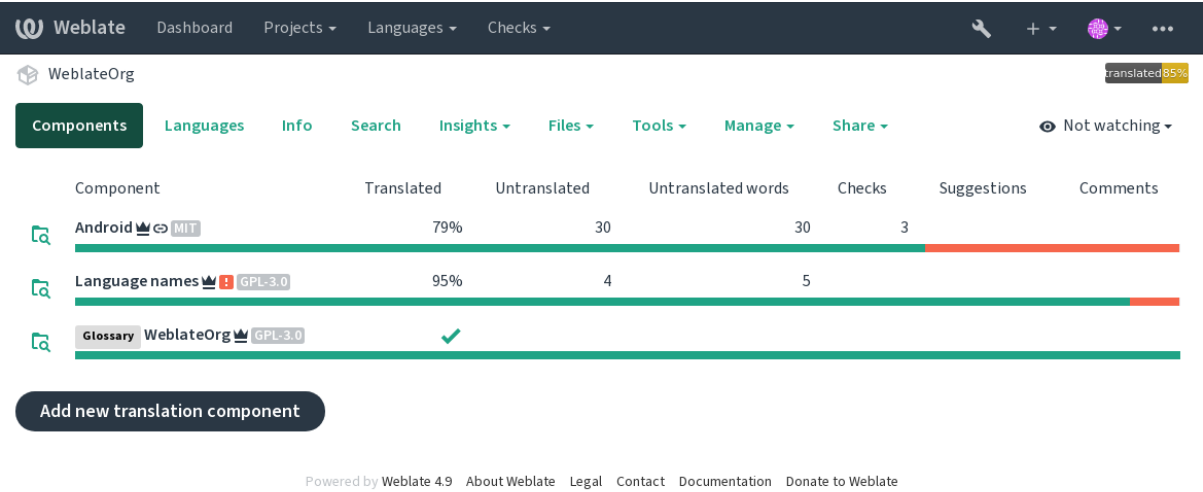 Weblate Dashboard Projects Languages Checks
WeblateOrg translated 85%
Components Languages Info Search Insights Files Tools Manage Share Not watching
Component Translated Untranslated Untranslated words Checks Suggestions Comments
Android MIT 79% 30 30 3
Language names GPL-3.0 95% 4 5
Glossary WeblateOrg GPL-3.0
Add new translation component
Powered by Weblate 4.9 About Weblate Legal Contact Documentation Donate to Weblate